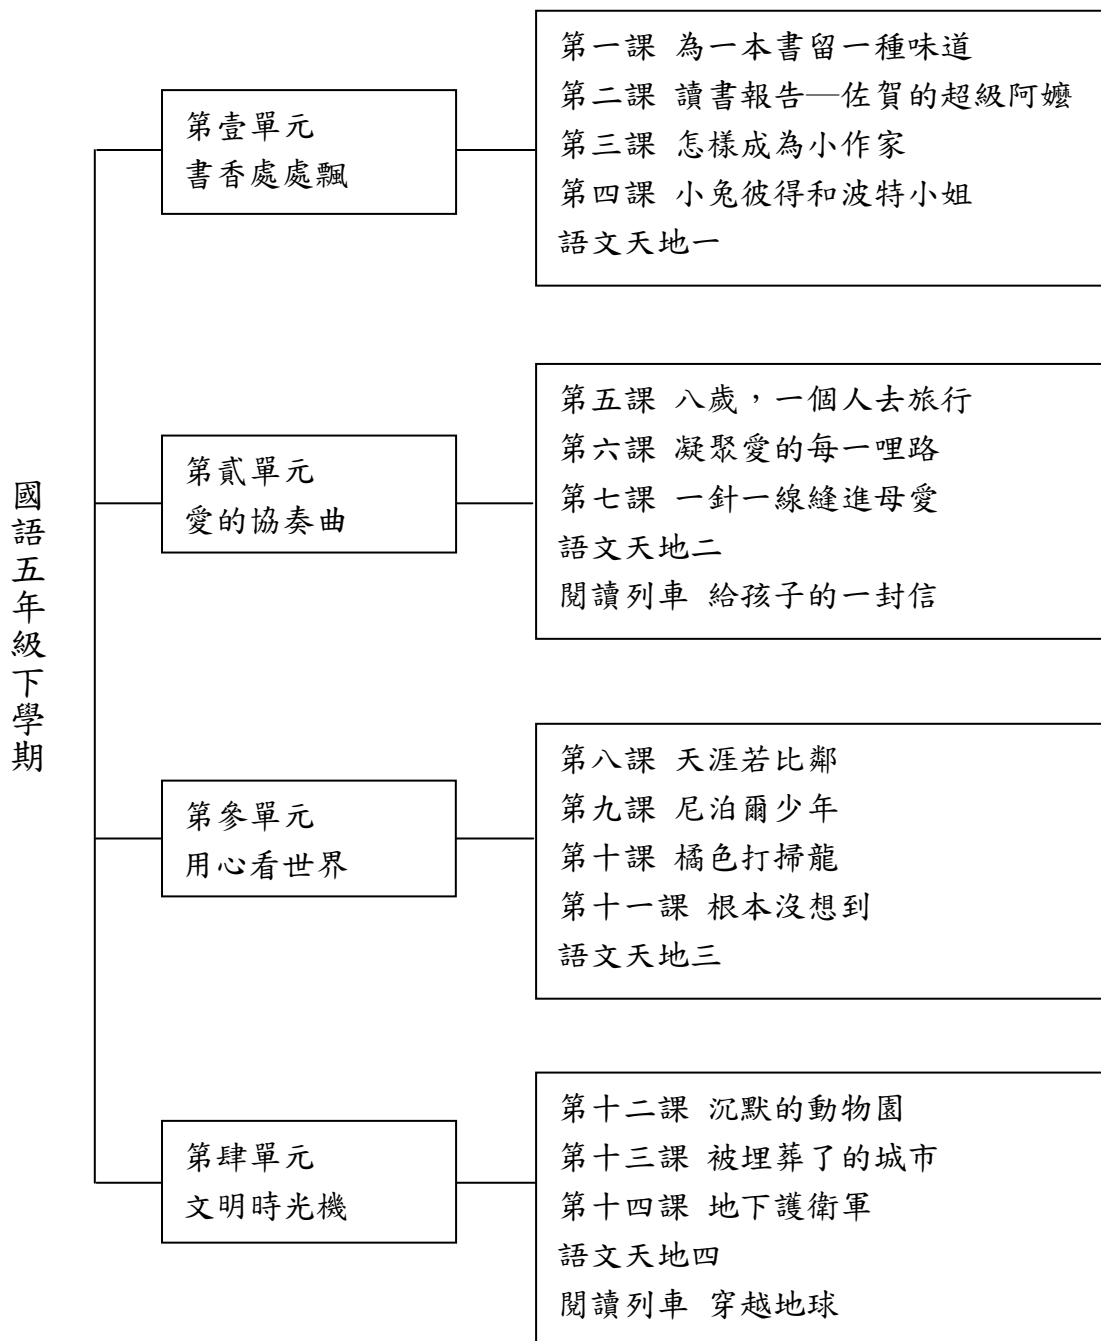 國語五年級下學期
第壹單元
書香處處飄
第一課 為一本書留一種味道
第二課 讀書報告─佐賀的超級阿嬤
第三課 怎樣成為小作家
第四課 小兔彼得和波特小姐
語文天地一
第貳單元
愛的協奏曲
第五課 八歲，一個人去旅行
第六課 凝聚愛的每一哩路
第七課 一針一線縫進母愛
語文天地二
閱讀列車 給孩子的一封信
第參單元
用心看世界
第八課 天涯若比鄰
第九課 尼泊爾少年
第十課 橘色打掃龍
第十一課 根本沒想到
語文天地三
第肆單元
文明時光機
第十二課 沉默的動物園
第十三課 被埋葬了的城市
第十四課 地下護衛軍
語文天地四
閱讀列車 穿越地球